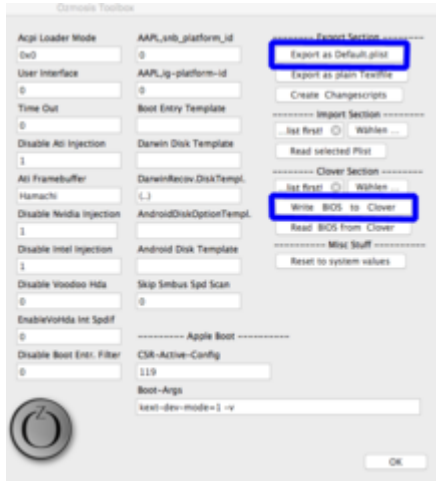 Ozmosis Toolbox
Acpi Loader Mode
0x0
User Interface
0
Time Out
0
Disable Ati Injection
1
Ati Framebuffer
Hamachi
Disable Nvidia Injection
1
Disable Intel Injection
1
Disable Voodoo Hda
0
EnableVoHda Int Spdif
0
Disable Boot Entr. Filter
0
AAPL,snb_platform_id
0
AAPL,ig-platform-id
0
Boot Entry Template
Darwin Disk Template
DarwinRecov.DiskTempl.
(..)
AndroidDiskOptionTempl.
Android Disk Template
Skip Smbus Spd Scan
0
--------- Apple Boot ---------
CSR-Active-Config
119
Boot-Args
kext-dev-mode=1 -v
-------- Export Section --------
Export as Default.plist
Export as plain Textfile
Create Changescripts
-------- Import Section --------
...list first! Wählen ...
Read selected Plist
-------- Clover Section --------
list first! Wählen ...
Write BIOS to Clover
Read BIOS from Clover
---------- Misc Stuff ----------
Reset to system values
OZ
OK